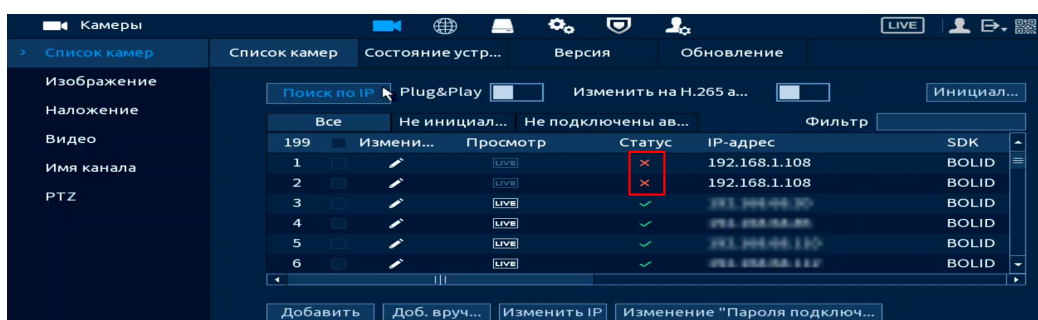 Камеры LIVE
> Список камер Список камер Состояние устр... Версия Обновление
Изображение
Поиск по IP Plug&Play Изменить на H.265 а... Инициал...
Наложение
Все Не инициал... Не подключены ав... Фильтр
Видео
199 Измени... Просмотр Статус IP-адрес SDK
1 LIVE 192.168.1.108 BOLID
Имя канала
2 LIVE 192.168.1.108 BOLID
PTZ
3 LIVE BOLID
4 LIVE BOLID
5 LIVE BOLID
6 LIVE BOLID
Добавить Доб. вруч... Изменить IP Изменение "Пароля подключ...